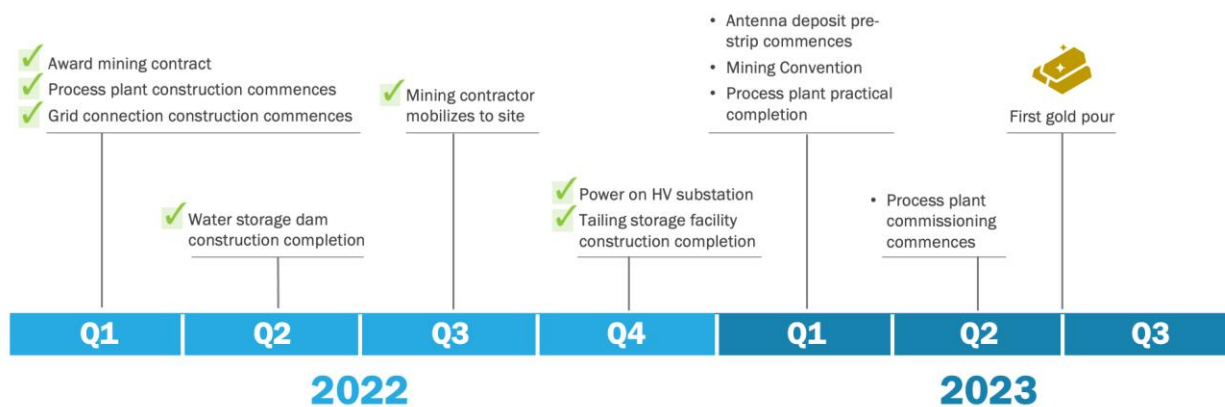 Award mining contract
Process plant construction commences
Grid connection construction commences
Water storage dam
construction completion
Mining contractor
mobilizes to site
Power on HV substation
Tailing storage facility
construction completion
• Antenna deposit pre-
strip commences
• Mining Convention
• Process plant practical
completion
• Process plant
commissioning
commences
First gold pour
Q1
Q2
Q3
Q4
Q1
Q2
Q3
2022
2023